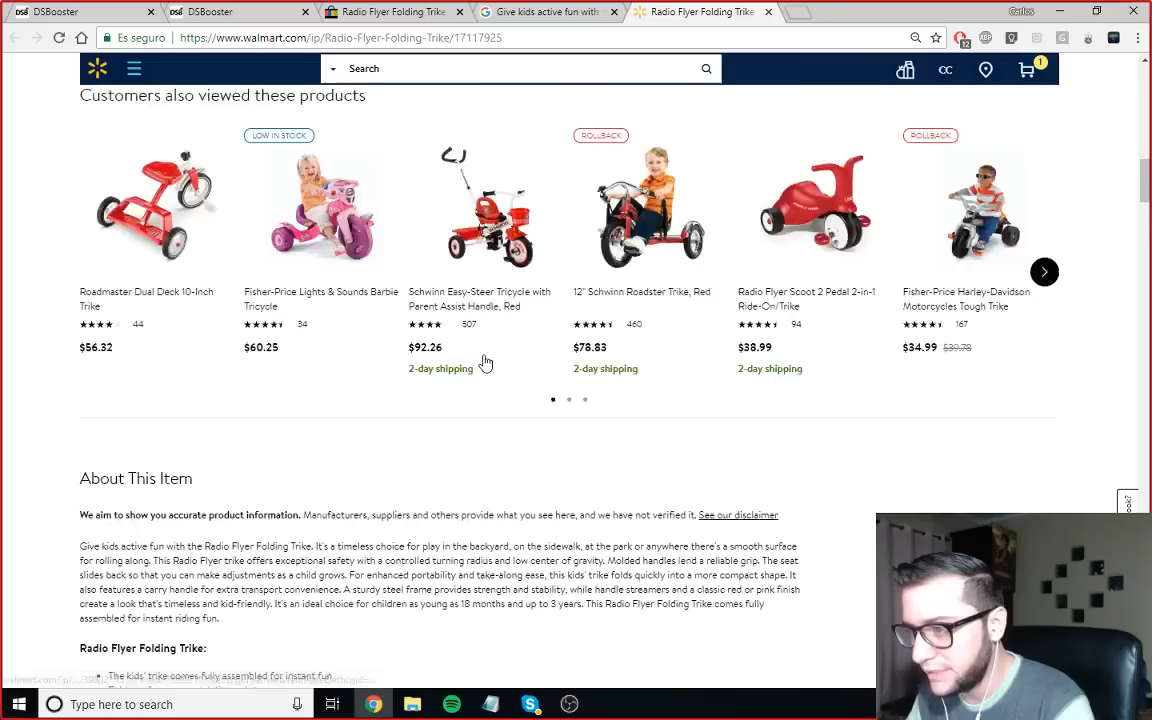 DSBooster
DSBooster
Radio Flyer Folding Trike
Give kids active fun with
Radio Flyer Folding Trike
Carlos
Es seguro
https://www.walmart.com/ip/Radio-Flyer-Folding-Trike/17117925
12
Search
CC
1
Customers also viewed these products
LOW IN STOCK
ROLLBACK
ROLLBACK
Roadmaster Dual Deck 10-Inch
Trike
44
$56.32
Fisher-Price Lights & Sounds Barbie
Tricycle
34
$60.25
Schwinn Easy-Steer Tricycle with
Parent Assist Handle, Red
507
$92.26
2-day shipping
12" Schwinn Roadster Trike, Red
460
$78.83
2-day shipping
Radio Flyer Scoot 2 Pedal 2-in-1
Ride-On/Trike
94
$38.99
2-day shipping
Fisher-Price Harley-Davidson
Motorcycles Tough Trike
167
$34.99 $39.78
About This Item
We aim to show you accurate product information. Manufacturers, suppliers and others provide what you see here, and we have not verified it. See our disclaimer
Give kids active fun with the Radio Flyer Folding Trike. It's a timeless choice for play in the backyard, on the sidewalk, at the park or anywhere there's a smooth surface
for rolling along. This Radio Flyer trike offers exceptional safety with a controlled turning radius and low center of gravity. Molded handles lend a reliable grip. The seat
slides back so that you can make adjustments as a child grows. For enhanced portability and take-along ease, this kids' trike folds quickly into a more compact shape. It
also features a carry handle for extra transport convenience. A sturdy steel frame provides strength and stability, while handle streamers and a classic red or pink finish
create a look that's timeless and kid-friendly. It's an ideal choice for children as young as 18 months and up to 3 years. This Radio Flyer Folding Trike comes fully
assembled for instant riding fun.
Radio Flyer Folding Trike:
The kids' trike comes fully assembled for instant fun
Type here to search